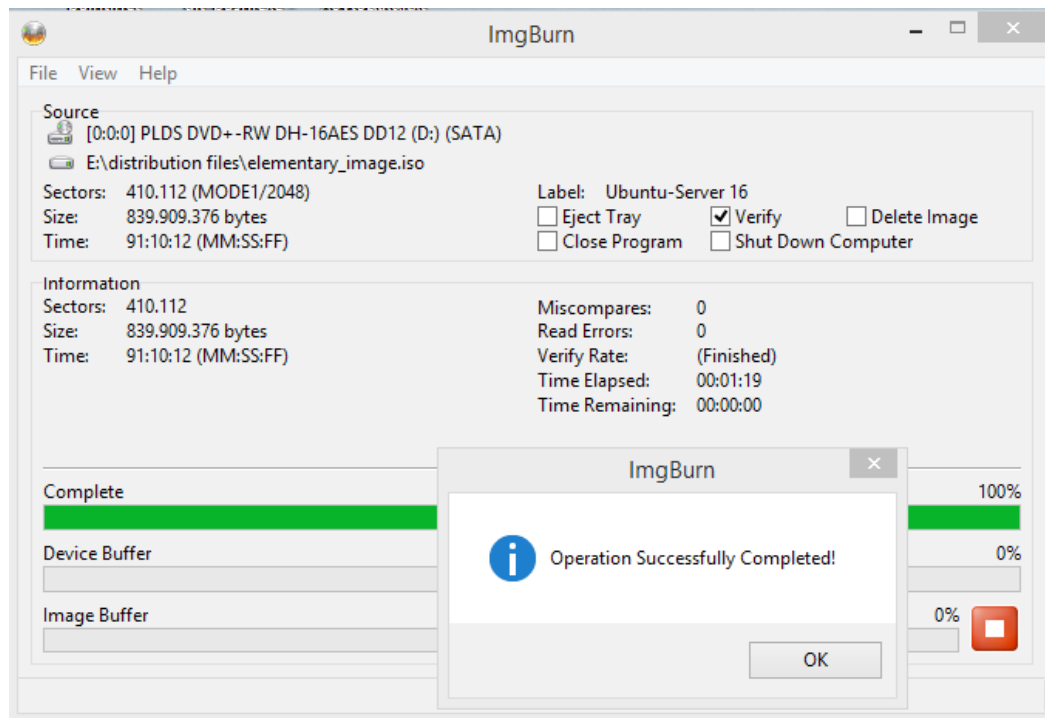 ImgBurn
File View Help
Source
[0:0:0] PLDS DVD+-RW DH-16AES DD12 (D:) (SATA)
E:\distribution files\elementary_image.iso
Sectors: 410.112 (MODE1/2048)
Size: 839.909.376 bytes
Time: 91:10:12 (MM:SS:FF)
Label: Ubuntu-Server 16
Eject Tray Verify Delete Image
Close Program Shut Down Computer
Information
Sectors: 410.112
Size: 839.909.376 bytes
Time: 91:10:12 (MM:SS:FF)
Miscompares: 0
Read Errors: 0
Verify Rate: (Finished)
Time Elapsed: 00:01:19
Time Remaining: 00:00:00
Complete 100%
Device Buffer 0%
Image Buffer 0%
ImgBurn
Operation Successfully Completed!
OK